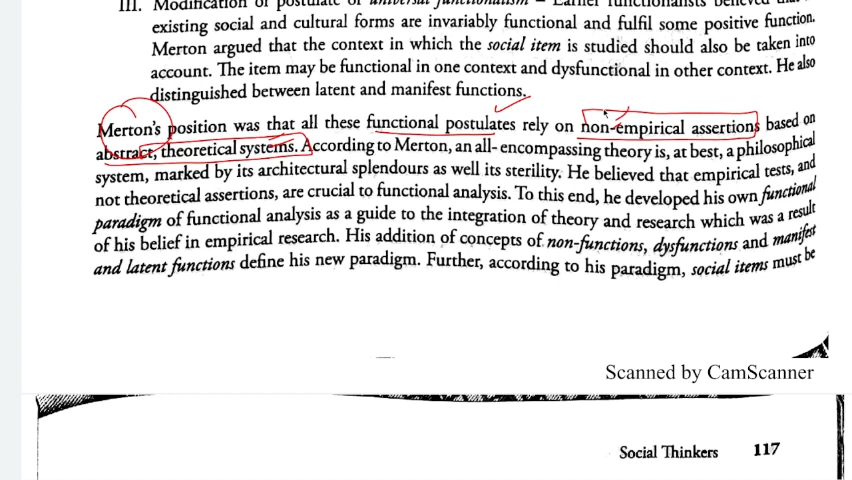 III. Modification of postulate of universal functionalism – Earlier functionalists believed that
existing social and cultural forms are invariably functional and fulfil some positive function.
Merton argued that the context in which the social item is studied should also be taken into
account. The item may be functional in one context and dysfunctional in other context. He also
distinguished between latent and manifest functions.
Merton's position was that all these functional postulates rely on non-empirical assertions based on
abstract, theoretical systems. According to Merton, an all- encompassing theory is, at best, a philosophical
system, marked by its architectural splendours as well its sterility. He believed that empirical tests, and
not theoretical assertions, are crucial to functional analysis. To this end, he developed his own functional
paradigm of functional analysis as a guide to the integration of theory and research which was a result
of his belief in empirical research. His addition of concepts of non-functions, dysfunctions and manifest
and latent functions define his new paradigm. Further, according to his paradigm, social items must be
Scanned by CamScanner
Social Thinkers 117